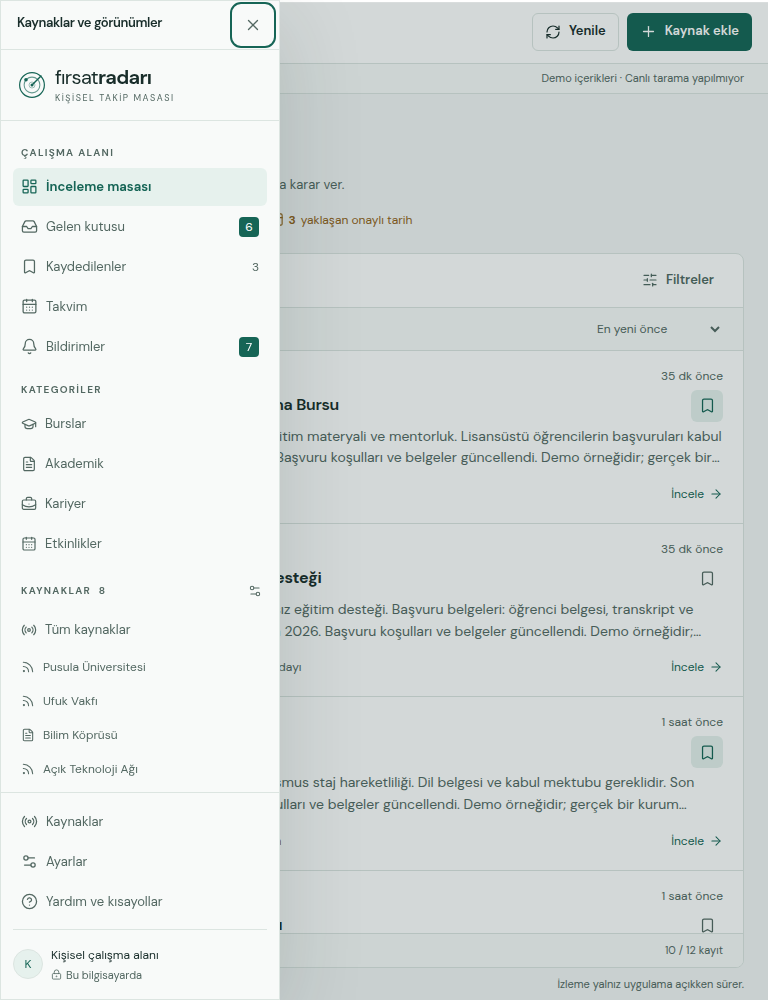 Kaynaklar ve görünümler
fırsatradarı
KİŞİSEL TAKİP MASASI
ÇALIŞMA ALANI
İnceleme masası
Gelen kutusu 6
Kaydedilenler 3
Takvim
Bildirimler 7
KATEGORİLER
Burslar
Akademik
Kariyer
Etkinlikler
KAYNAKLAR 8
Tüm kaynaklar
Pusula Üniversitesi
Ufuk Vakfı
Bilim Köprüsü
Açık Teknoloji Ağı
Kaynaklar
Ayarlar
Yardım ve kısayollar
K
Kişisel çalışma alanı
Bu bilgisayarda
Yenile
Kaynak ekle
Demo içerikleri · Canlı tarama yapılmıyor
a karar ver.
3 yaklaşan onaylı tarih
Filtreler
En yeni önce
35 dk önce
na Bursu
itim materyali ve mentorluk. Lisansüstü öğrencilerin başvuruları kabul
Başvuru koşulları ve belgeler güncellendi. Demo örneğidir; gerçek bir…
İncele
35 dk önce
esteği
ız eğitim desteği. Başvuru belgeleri: öğrenci belgesi, transkript ve
2026. Başvuru koşulları ve belgeler güncellendi. Demo örneğidir;…
dayı
İncele
1 saat önce
smus staj hareketliliği. Dil belgesi ve kabul mektubu gereklidir. Son
ulları ve belgeler güncellendi. Demo örneğidir; gerçek bir kurum…
İncele
1 saat önce
10 / 12 kayıt
İzleme yalnız uygulama açıkken sürer.